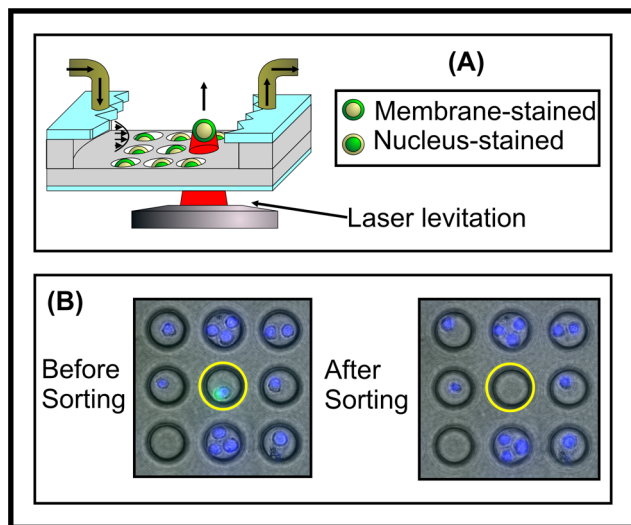 (A)
Membrane-stained
Nucleus-stained
Laser levitation
(B)
Before
Sorting
After
Sorting